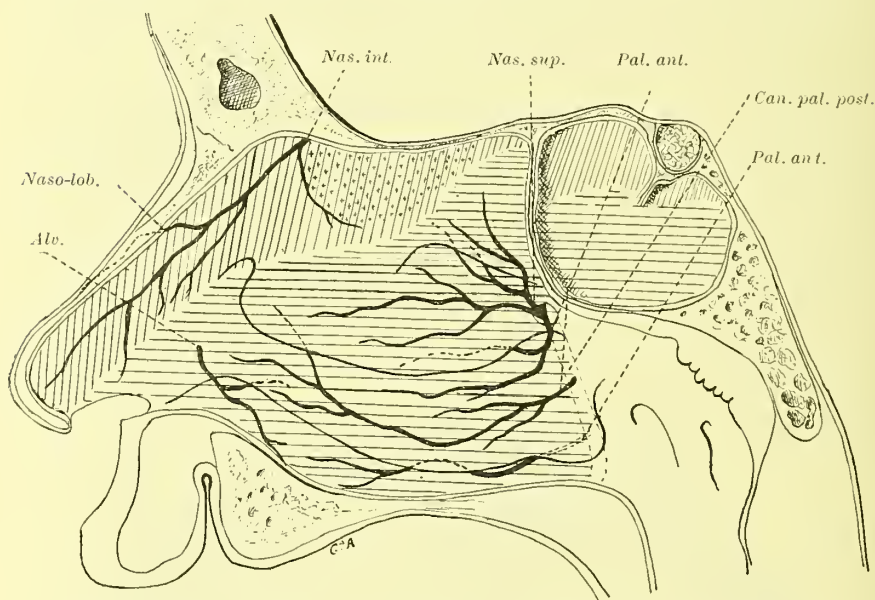 Nas. int.
Nas. sup.
Pal. ant.
Can. pal. post.
Pal. ant.
Naso-lob.
Alv.